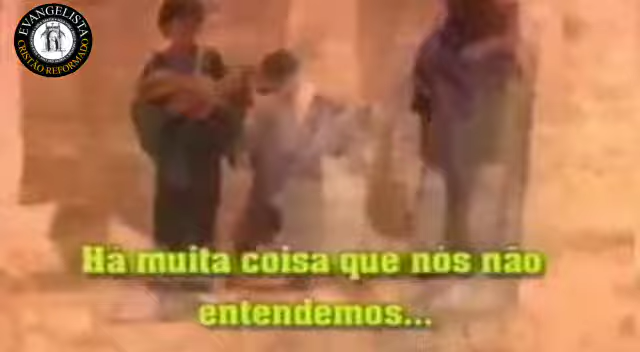 EVANGELISTA
CRISTÃO REFORMADO
Há muita coisa que nós não
entendemos...